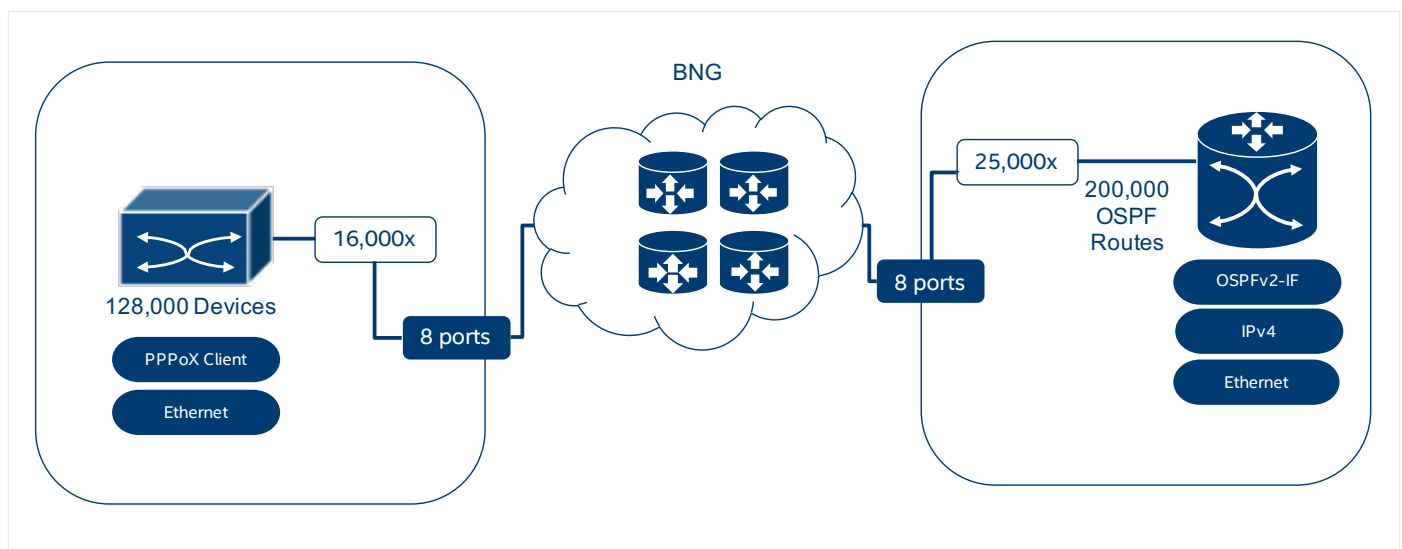 BNG
16,000x
128,000 Devices
8 ports
PPPoX Client
Ethernet
25,000x
200,000
OSPF
Routes
8 ports
OSPFv2-IF
IPv4
Ethernet